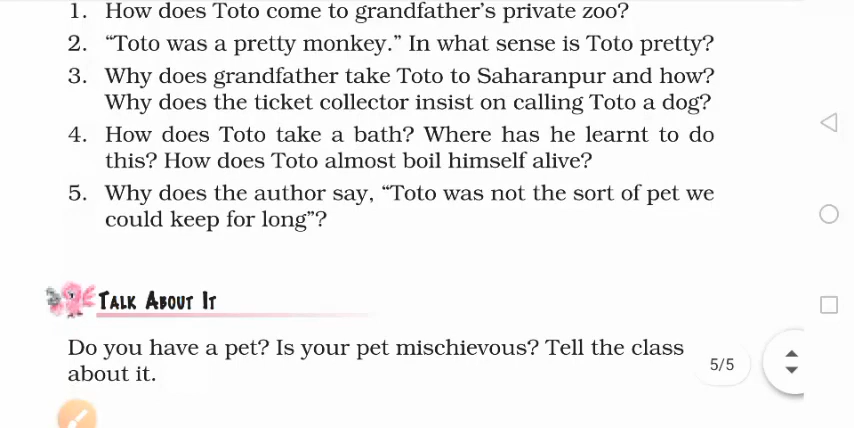 1. How does Toto come to grandfather's private zoo?
2. “Toto was a pretty monkey.” In what sense is Toto pretty?
3. Why does grandfather take Toto to Saharanpur and how?
Why does the ticket collector insist on calling Toto a dog?
4. How does Toto take a bath? Where has he learnt to do
this? How does Toto almost boil himself alive?
5. Why does the author say, “Toto was not the sort of pet we
could keep for long”?
TALK ABOUT IT
Do you have a pet? Is your pet mischievous? Tell the class
about it.
5/5